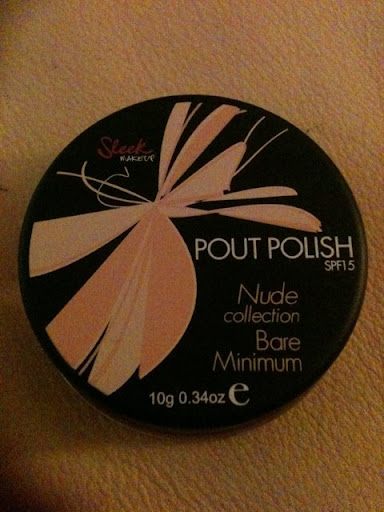 Sleek
MAKEUP
POUT POLISH
SPF15
Nude
collection
Bare
Minimum
10g 0.34oz e